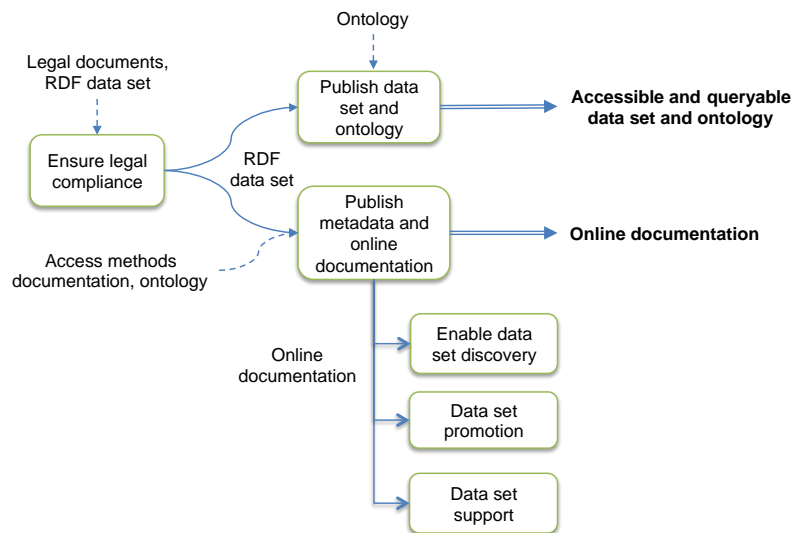 Ontology
Legal documents,
RDF data set
Publish data
set and
ontology
Accessible and queryable
data set and ontology
Ensure legal
compliance
RDF
data set
Publish
metadata and
online
documentation
Online documentation
Access methods
documentation, ontology
Enable data
set discovery
Online
documentation
Data set
promotion
Data set
support